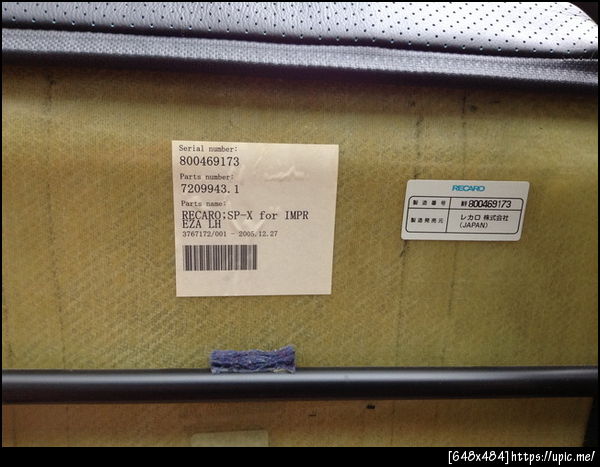 Serial number:
800469173
Parts number:
7209943.1
Parts name:
RECARO;SP-X for IMPR
EZA LH
3767172/001 - 2005.12.27
RECARO
製造番号 800469173
製造発売元 レカロ 株式会社
(JAPAN)
[648x484]https://upic.me/